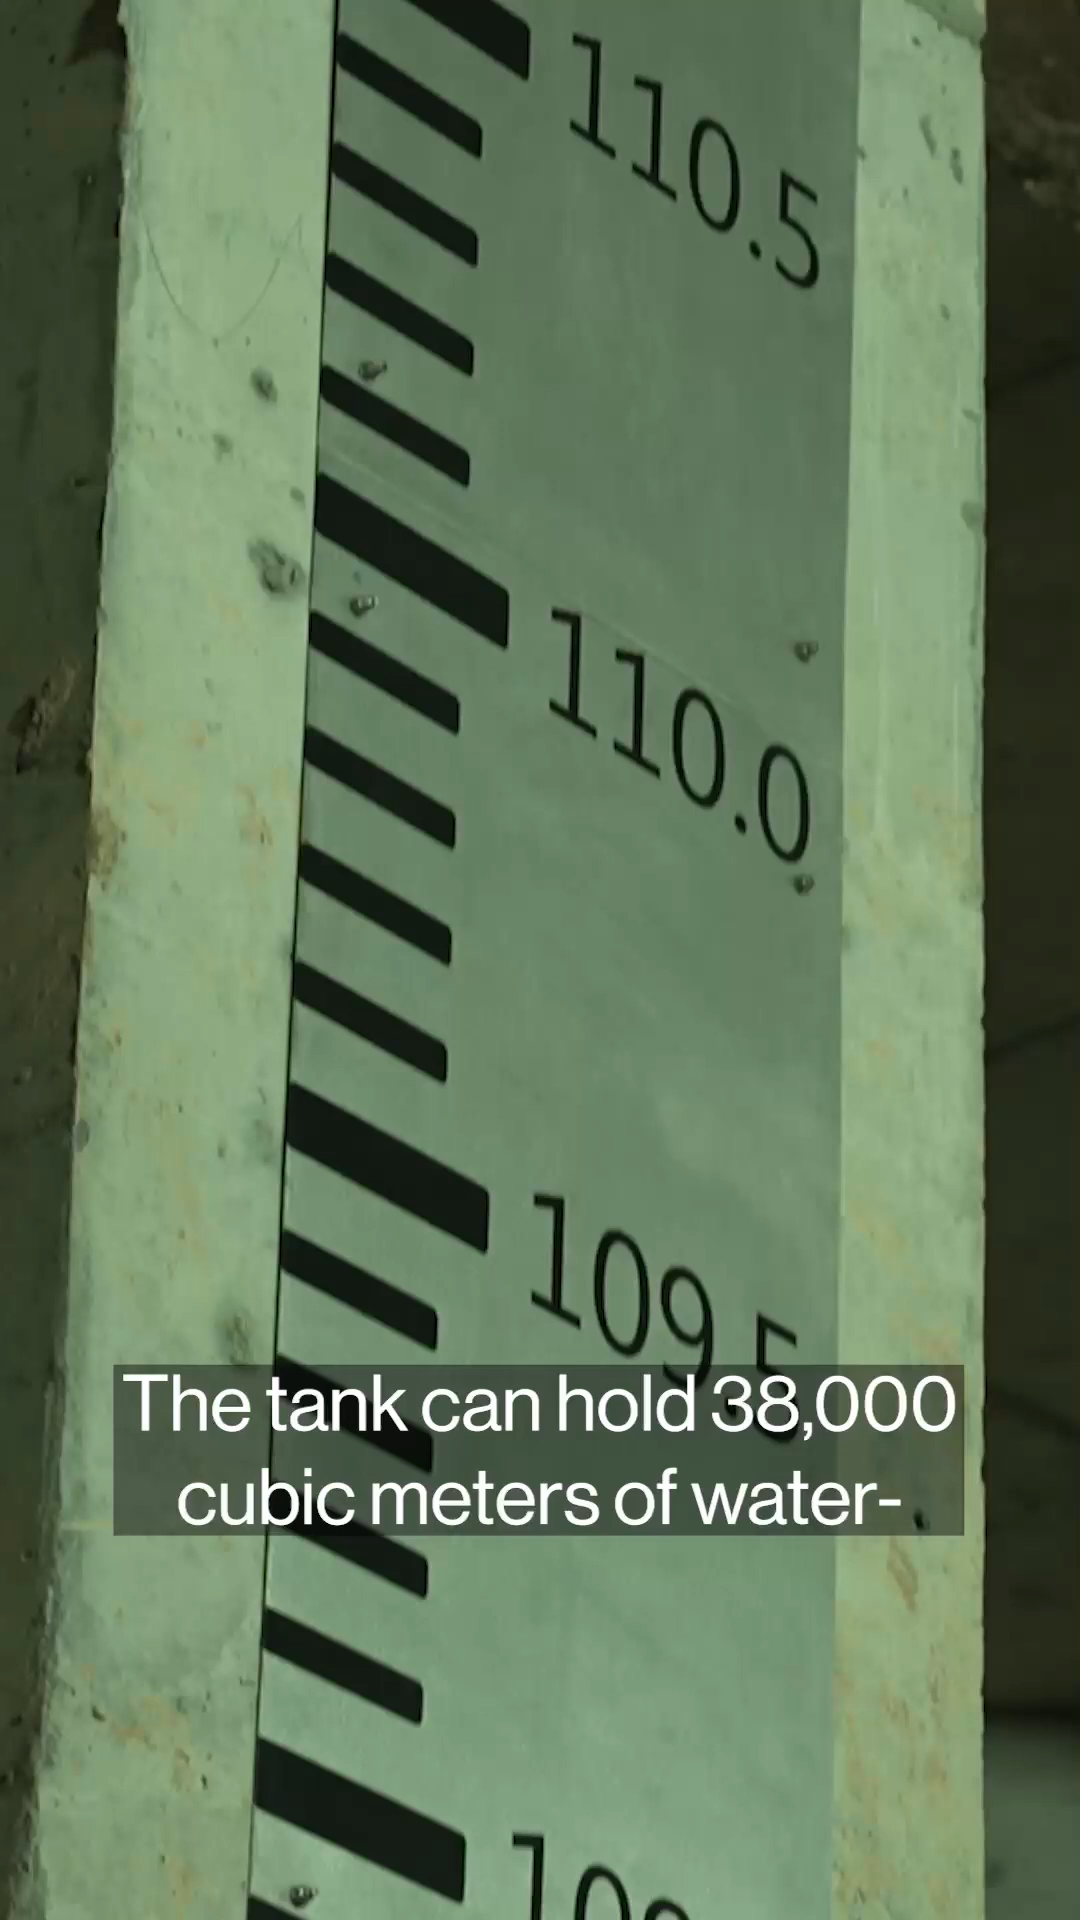 110.5
110.0
109.5
The tank can hold 38,000
cubic meters of water-